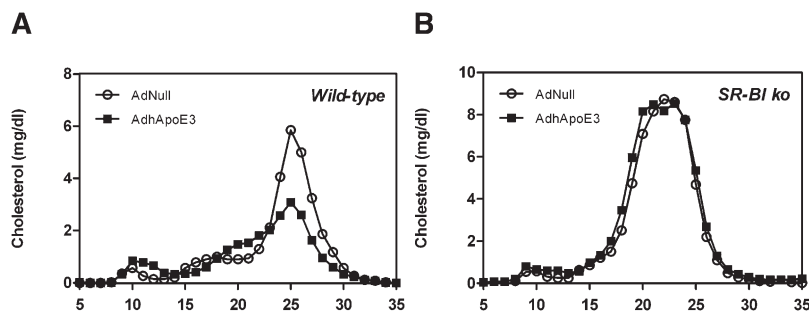 A
Cholesterol (mg/dl)
8
6
4
2
0
AdNull
AdhApoE3
Wild-type
5 10 15 20 25 30 35
B
Cholesterol (mg/dl)
10
8
6
4
2
0
AdNull
AdhApoE3
SR-BI ko
5 10 15 20 25 30 35